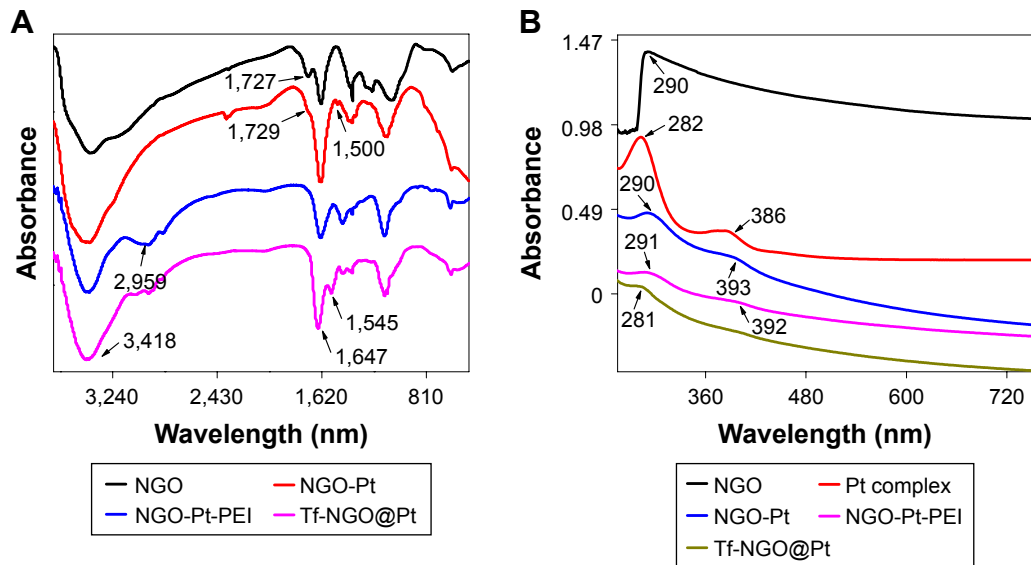 A
Absorbance
1,727
1,729
1,500
2,959
1,545
3,418
1,647
3,240 2,430 1,620 810
Wavelength (nm)
NGO NGO-Pt
NGO-Pt-PEI Tf-NGO@Pt
B
Absorbance
1.47
0.98
0.49
0
290
282
290
386
291
393
281
392
360 480 600 720
Wavelength (nm)
NGO Pt complex
NGO-Pt NGO-Pt-PEI
Tf-NGO@Pt